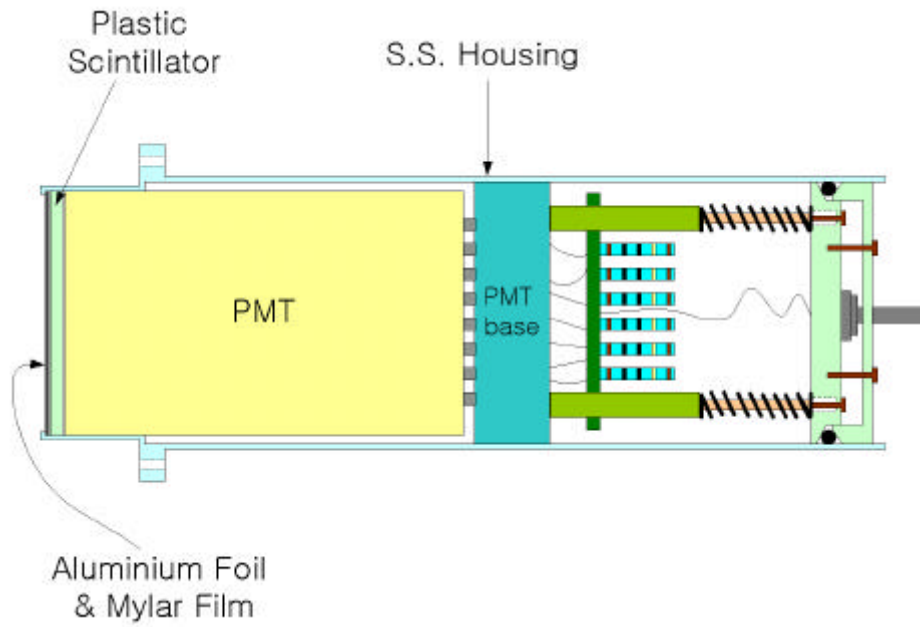 Plastic
Scintillator
S.S. Housing
PMT
PMT
base
Aluminium Foil
& Mylar Film